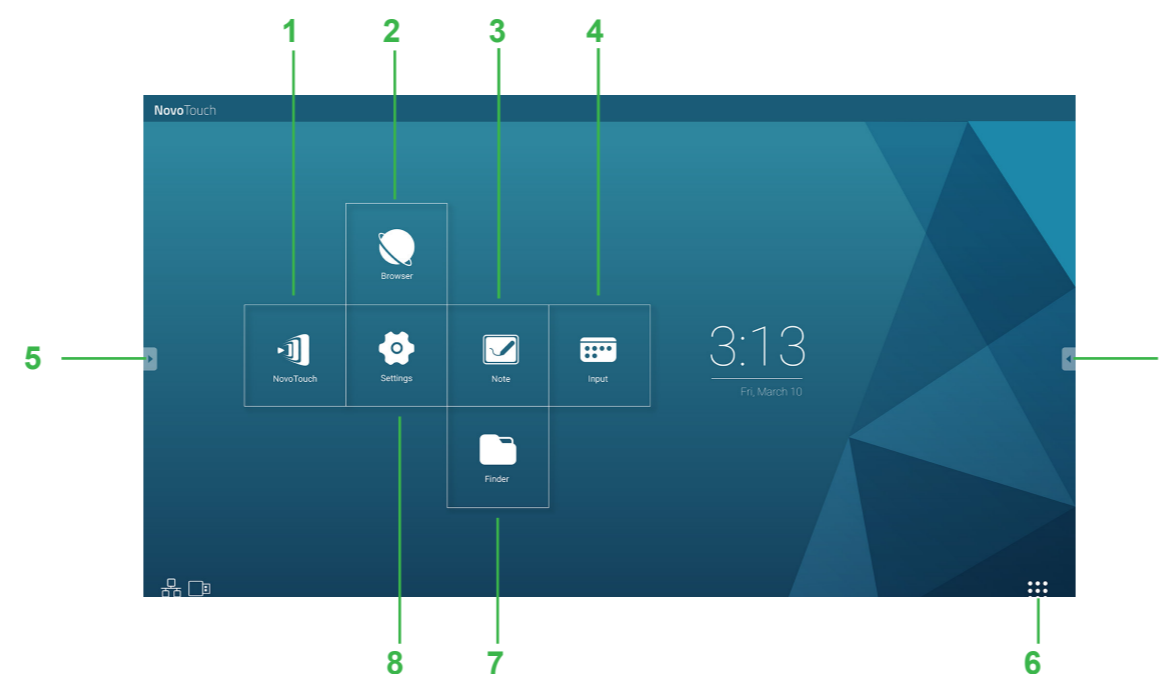 1 2 3 4
NovoTouch
Browser
5
NovoTouch Settings Note Input
3:13
Fri, March 10
Finder
8 7 6